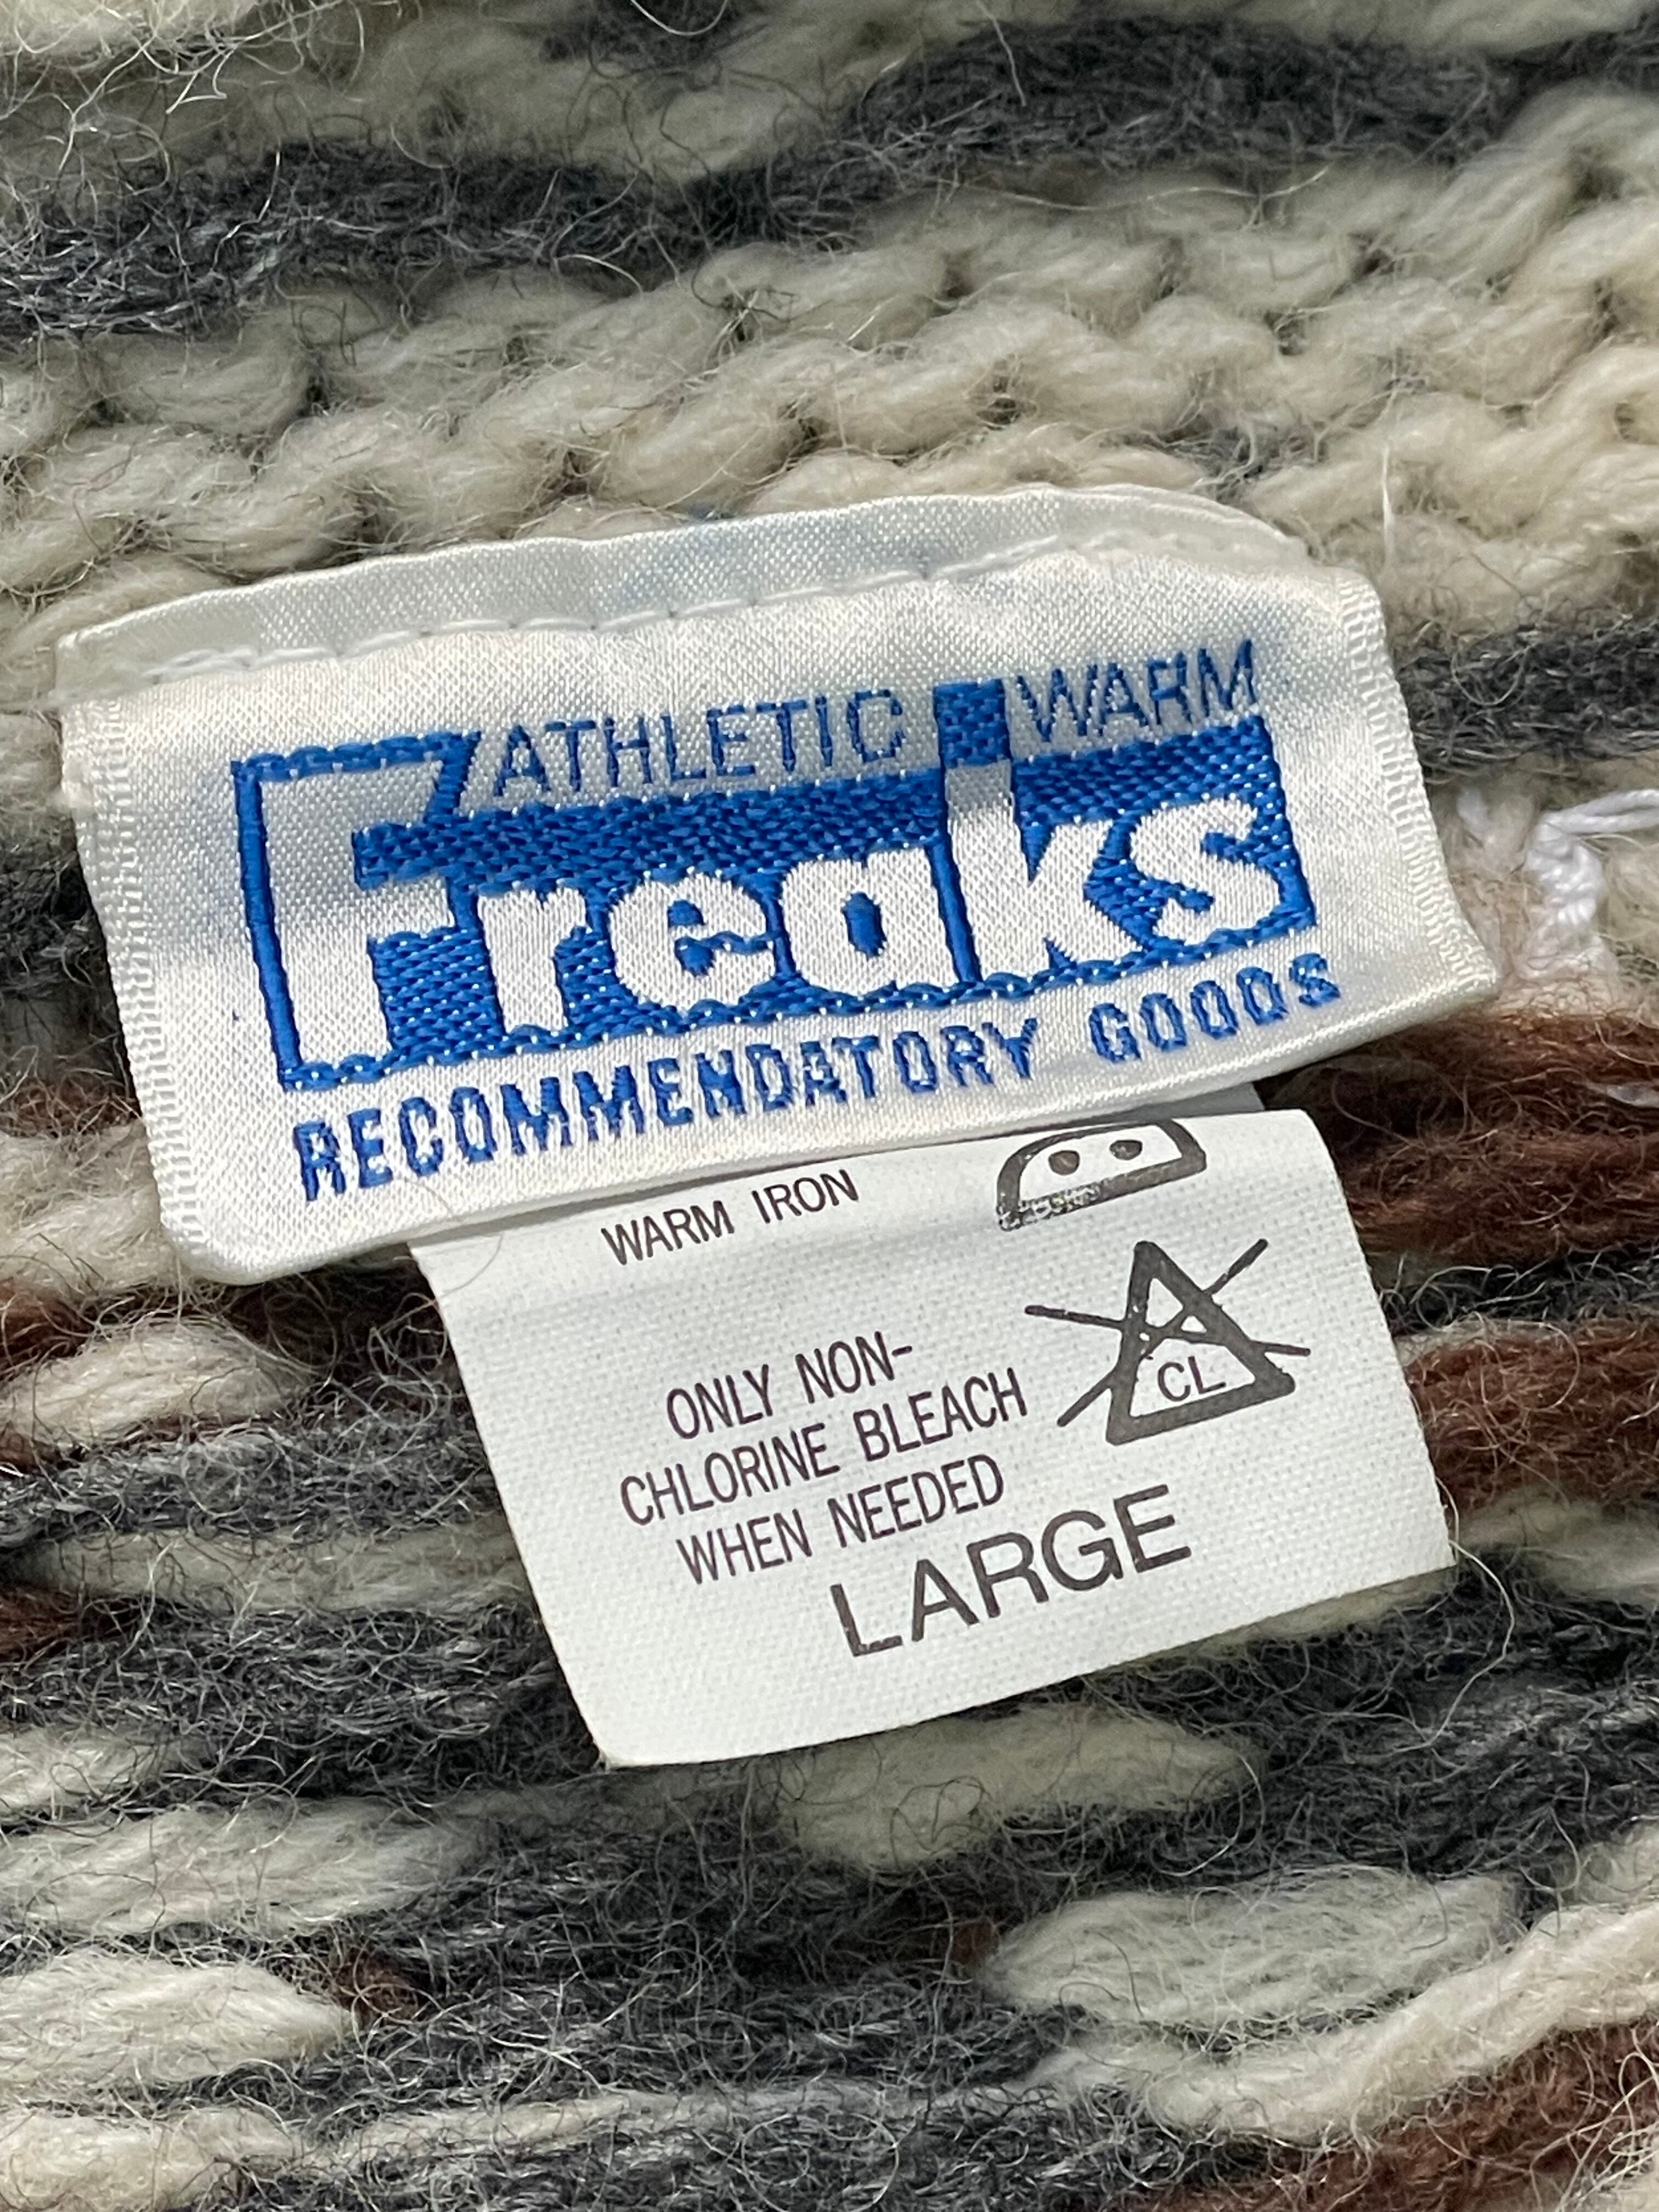 ATHLETIC WARM
Freaks
RECOMMENDATORY GOODS
WARM IRON
ONLY NON-
CHLORINE BLEACH
WHEN NEEDED
CL
LARGE